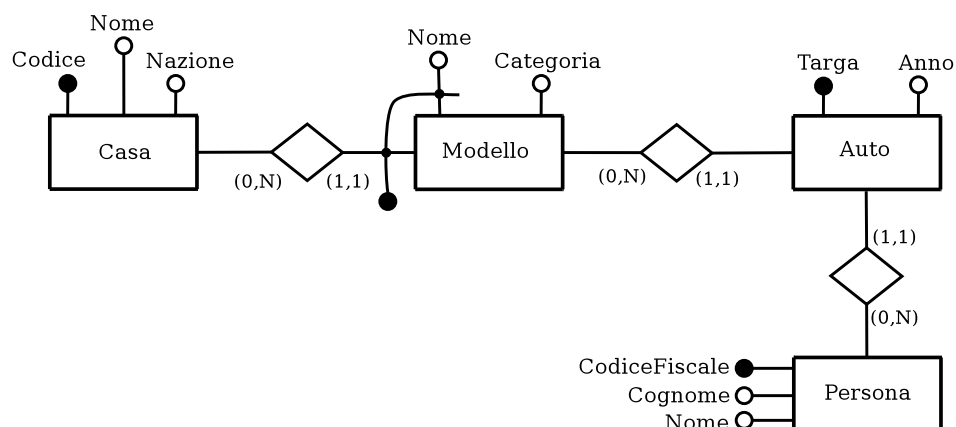 Nome
Codice
Nazione
Casa
(0,N)
(1,1)
Nome
Categoria
Modello
(0,N)
(1,1)
Targa
Anno
Auto
(1,1)
(0,N)
CodiceFiscale
Cognome
Nome
Persona